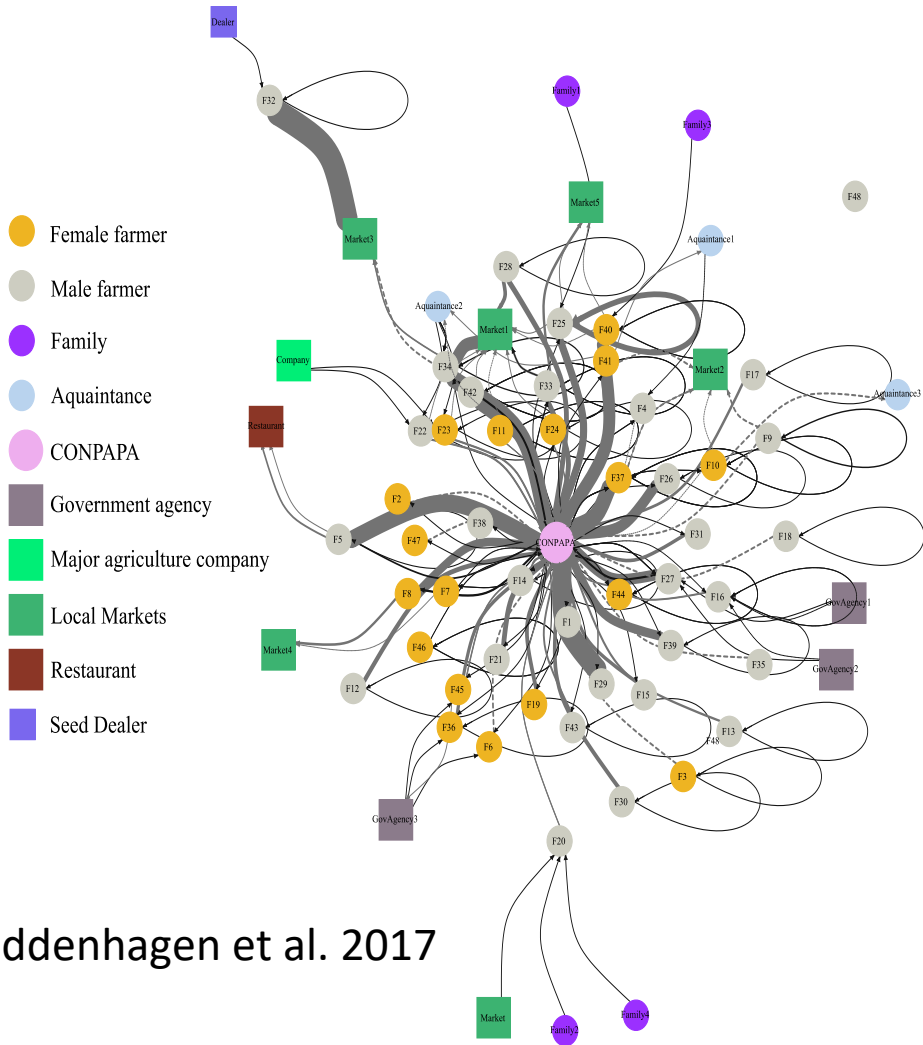 Dealer
F32
Family1
Family3
F48
Market5
Market3
Aquaintance1
F28
Aquaintance2
Market1
F25
F40
F41
Market2
F17
Aquaintance3
Company
F34
F42
F33
F4
F9
Restaurant
F22
F23
F11
F24
F10
F37
F26
F2
F38
F31
F18
F5
F47
CONPAPA
F14
F27
F16
GovAgency1
F8
F7
F44
F1
F46
F39
F35
GovAgency2
Market4
F21
F12
F45
F29
F15
F19
F36
F43
F13
F48
F6
F3
F30
GovAgency3
F20
Market
Family2
Family4
Female farmer
Male farmer
Family
Aquaintance
CONPAPA
Government agency
Major agriculture company
Local Markets
Restaurant
Seed Dealer
ddenhagen et al. 2017